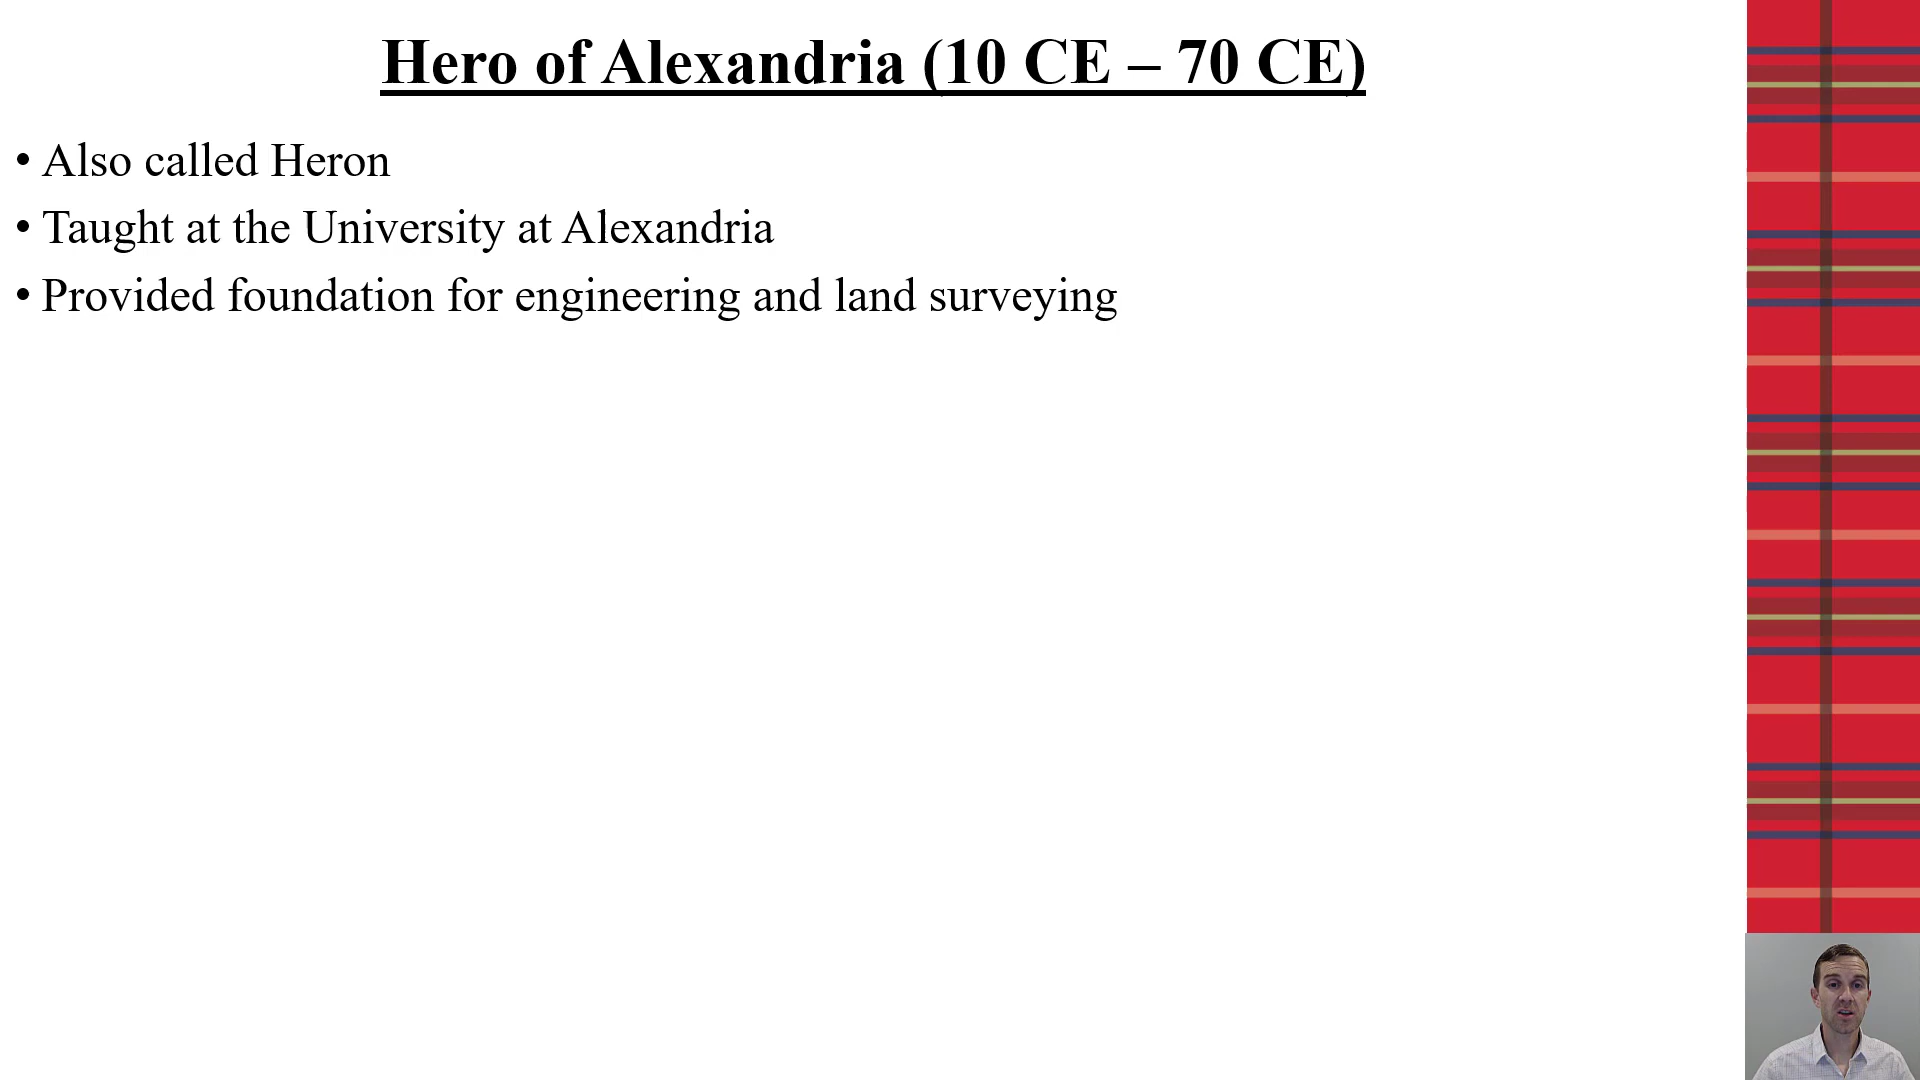 Hero of Alexandria (10 CE – 70 CE)
• Also called Heron
• Taught at the University at Alexandria
• Provided foundation for engineering and land surveying